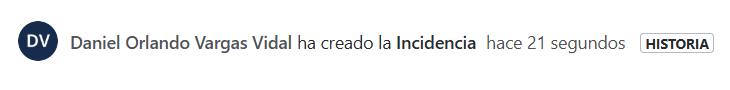 DV Daniel Orlando Vargas Vidal ha creado la Incidencia hace 21 segundos HISTORIA